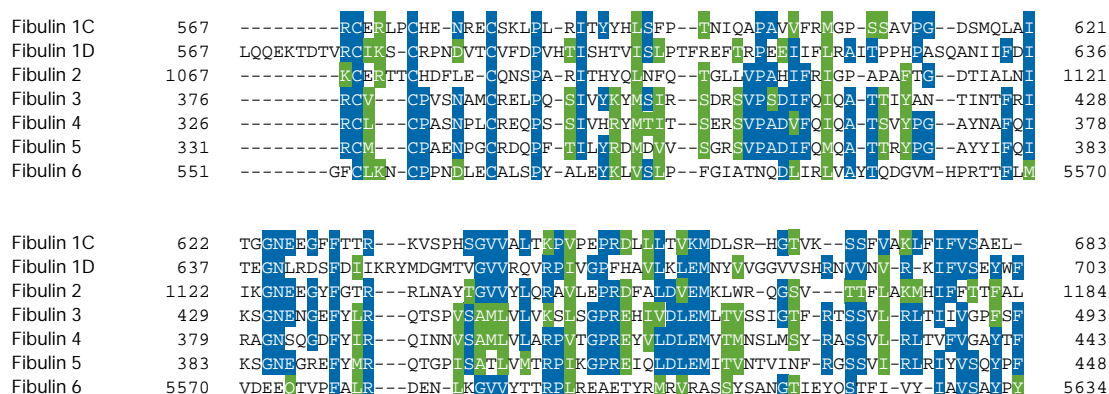 Fibulin 1C 567 ---------RCERLPCHE-NRECSKLPL-RITYYHLSFP--TNIQAPAVVFRMGP-SSAVPG-DSMQLAI 621
Fibulin 1D 567 LQQEKTDTVRCIKS-CRPNDVTCVFDPVHTISHTVISLPTFREFTRPEEIIFLRAITPPHPASQANIIFDI 636
Fibulin 2 1067 ---------KCERTTCHDFLE-CQNSPA-RITHYQLNFQ--TGLLVPAHIFRIGP-APAFTG--DTIALNI 1121
Fibulin 3 376 ---------RCV---CPVSNAMCRELPQ-SIVYKYMSIR--SDRSVPSDIFQIQA-TTIYAN--TINTFRI 428
Fibulin 4 326 ---------RCL---CPASNPLCREQPS-SIVHRYMTIT--SERSVPADVFQIQA-TSVYPG--AYNAFQI 378
Fibulin 5 331 ---------RCM---CPAENPGCRDQPF-TILYRDMDVV--SGRSVPADIFQMQA-TTRYPG--AYYIFQI 383
Fibulin 6 551 --------GFCLKN-CPPNDLECALSPY-ALEYKLVSLP--FGIATNQDLIRLVAYTQDGVM-HPRTTFLM 5570
Fibulin 1C 622 TGGNEEGFFTTR---KVSPHSGVVALTKPVPEPRDLLLTVKMDLSR-HGTVK--SSFVAKLFIFVSAEL- 683
Fibulin 1D 637 TEGNLRDSFDIIKRYMDGMTVGVVRQVRPIVGPFHAVLKLEMNYVVGGVVSHRNVVNV-R-KIFVSEYWF 703
Fibulin 2 1122 IKGNEEGYFGTR---RLNAYTGVVYLQRAVLEPRDFALDVEMKLWR-QGSV---TTFLAKMHIFFTTFAL 1184
Fibulin 3 429 KSGNENGEFYLR---QTSPVSAMLVLVKSLSGPREHIVDLEMLTVSSIGTF-RTSSVL-RLTIIVGPFSF 493
Fibulin 4 379 RAGNSQGDFYIR---QINNVSAMLVLARPVTGPREYVLDLEMVTMNSLMSY-RASSVL-RLTVFVGAYTF 443
Fibulin 5 383 KSGNEGREFYMR---QTGPISATLVMTRPIKGPREIQLDLEMITVNTVINF-RGSSVI-RLRIYVSQYPF 448
Fibulin 6 5570 VDEEQTVPFALR---DEN-LKGVVYTTRPLREAETYRMRVRASSYSANGTIEYQSTFI-VY-IAVSAYPY 5634